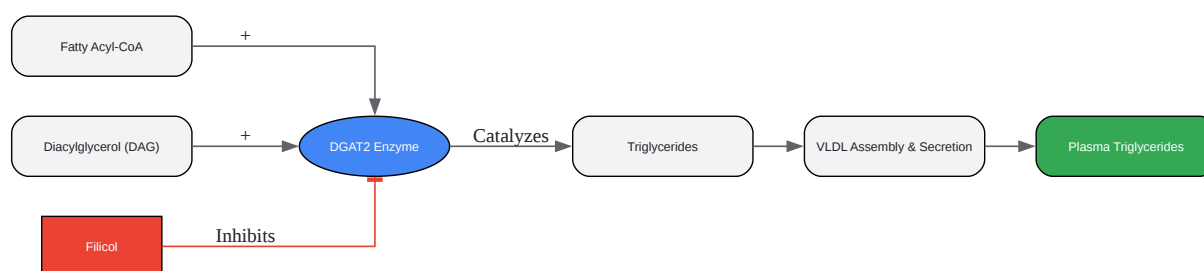 Fatty Acyl-CoA
+
Diacylglycerol (DAG)
+
DGAT2 Enzyme
Catalyzes
Triglycerides
VLDL Assembly & Secretion
Plasma Triglycerides
Filicol
Inhibits